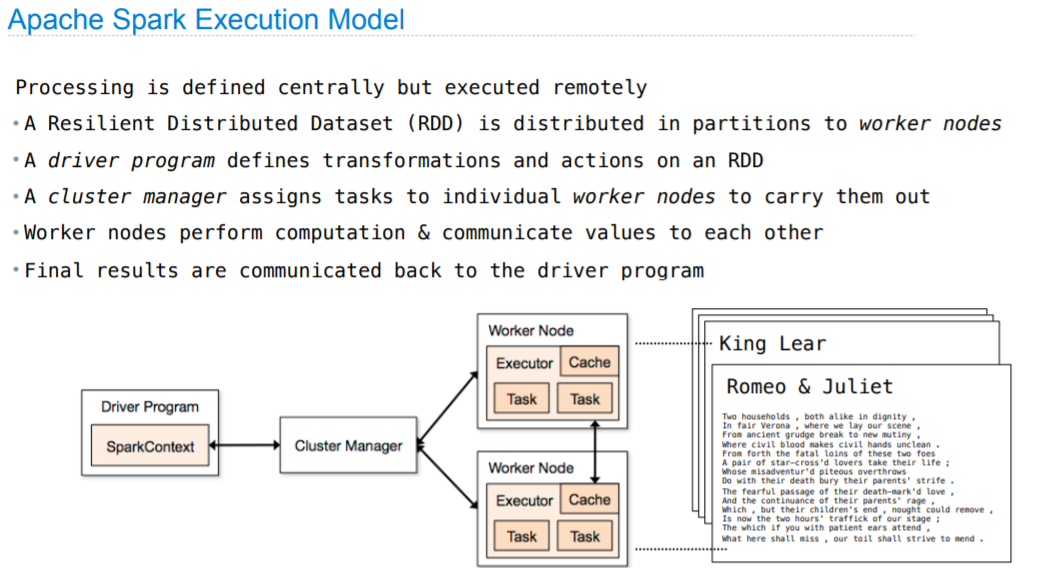 Apache Spark Execution Model
Processing is defined centrally but executed remotely
•A Resilient Distributed Dataset (RDD) is distributed in partitions to worker nodes
•A driver program defines transformations and actions on an RDD
•A cluster manager assigns tasks to individual worker nodes to carry them out
•Worker nodes perform computation & communicate values to each other
•Final results are communicated back to the driver program
Driver Program
SparkContext
Cluster Manager
Worker Node
Executor
Cache
Task
Task
Worker Node
Executor
Cache
Task
Task
King Lear
Romeo & Juliet
Two households , both alike in dignity ,
In fair Verona , where we lay our scene ,
From ancient grudge break to new mutiny ,
Where civil blood makes civil hands unclean .
From forth the fatal loins of these two foes
A pair of star-cross'd lovers take their life ;
Whose misadventur'd piteous overthrows
Do with their death bury their parents' strife .
The fearful passage of their death-mark'd love ,
And the continuance of their parents' rage ,
Which , but their children's end , nought could remove ,
Is now the two hours' traffick of our stage ;
The which if you with patient ears attend ,
What here shall miss , our toil shall strive to mend .